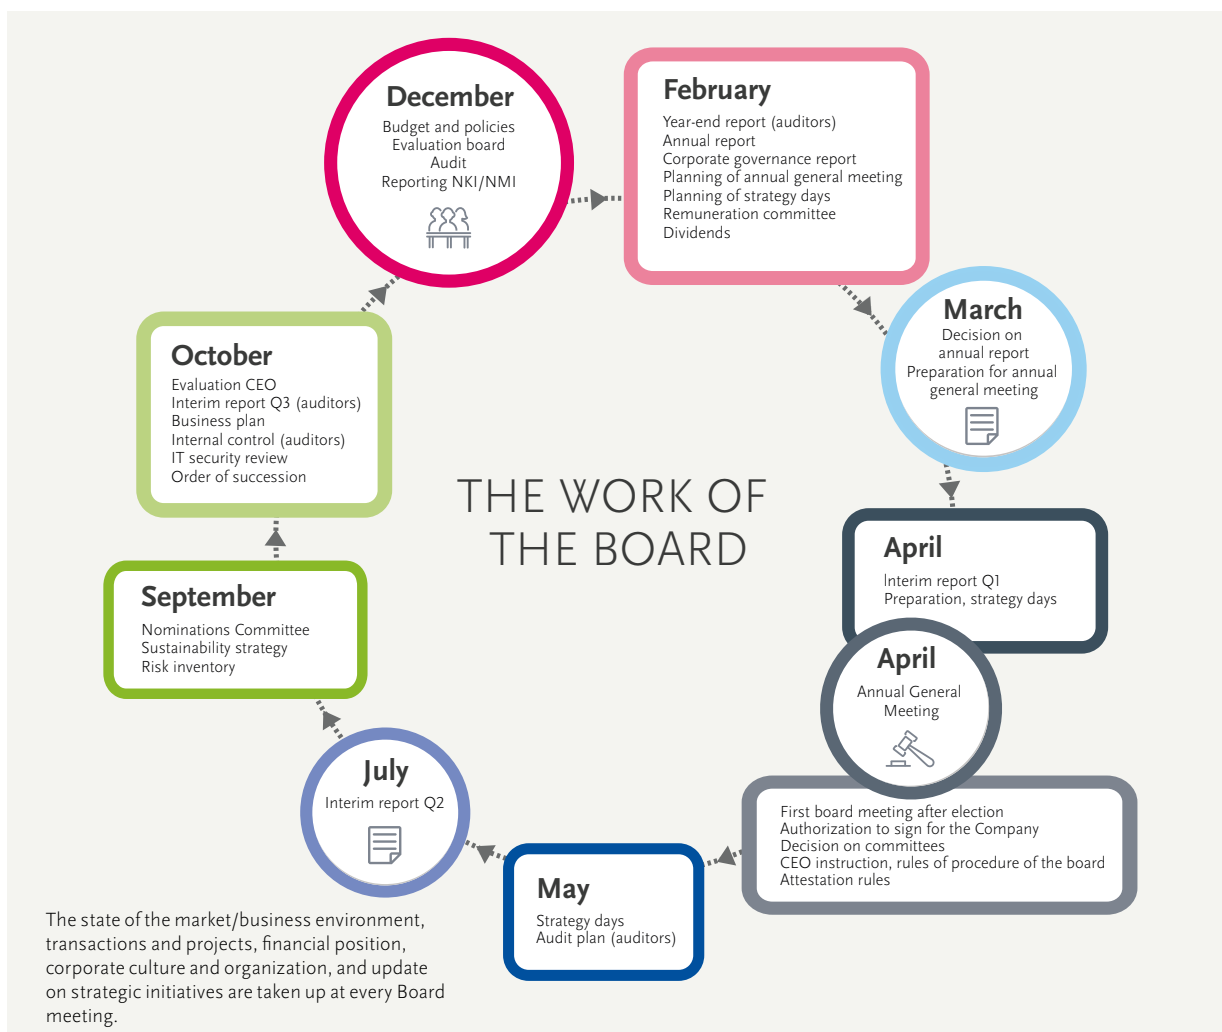 December
Budget and policies
Evaluation board
Audit
Reporting NKI/NMI
February
Year-end report (auditors)
Annual report
Corporate governance report
Planning of annual general meeting
Planning of strategy days
Remuneration committee
Dividends
March
Decision on
annual report
Preparation for annual
general meeting
April
Interim report Q1
Preparation, strategy days
April
Annual General
Meeting
First board meeting after election
Authorization to sign for the Company
Decision on committees
CEO instruction, rules of procedure of the board
Attestation rules
May
Strategy days
Audit plan (auditors)
July
Interim report Q2
September
Nominations Committee
Sustainability strategy
Risk inventory
October
Evaluation CEO
Interim report Q3 (auditors)
Business plan
Internal control (auditors)
IT security review
Order of succession
THE WORK OF
THE BOARD
The state of the market/business environment,
transactions and projects, financial position,
corporate culture and organization, and update
on strategic initiatives are taken up at every Board
meeting.